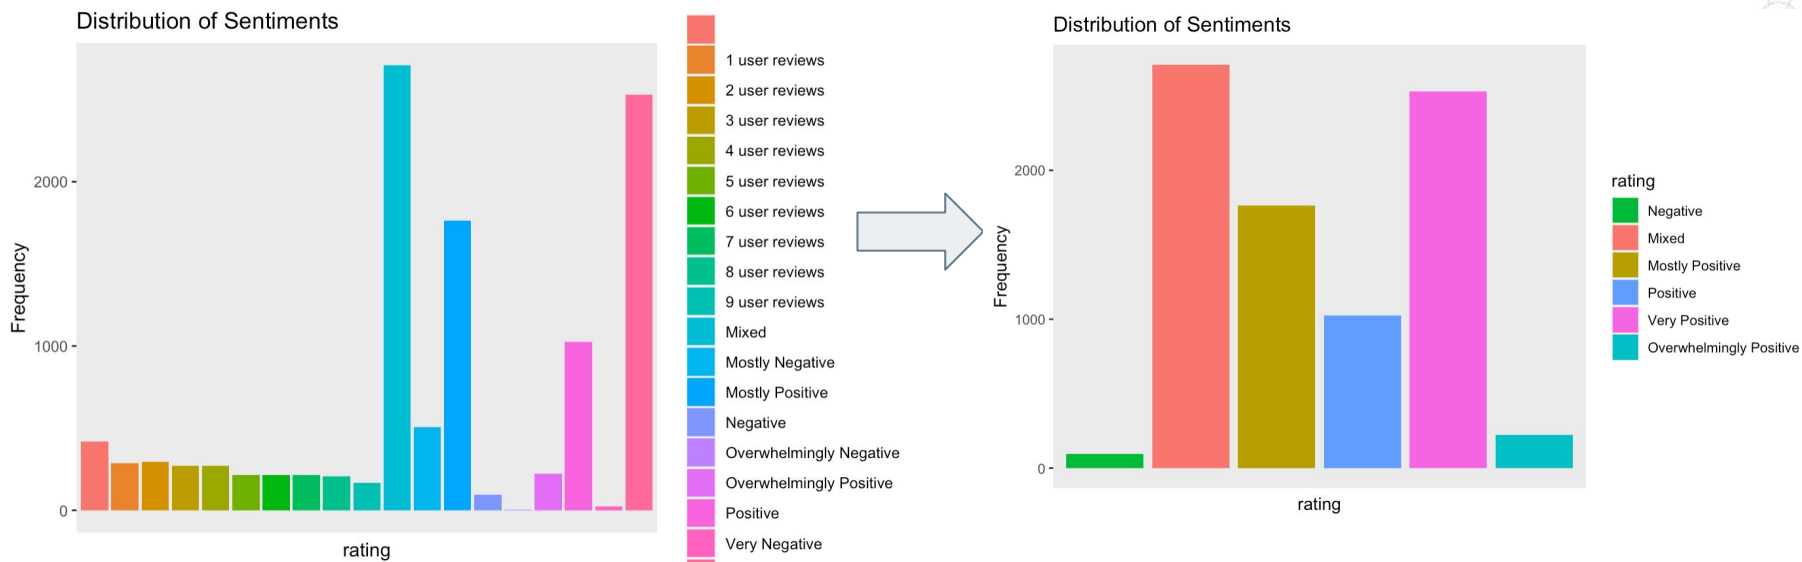 Distribution of Sentiments
Frequency
2000
1000
0
rating
1 user reviews
2 user reviews
3 user reviews
4 user reviews
5 user reviews
6 user reviews
7 user reviews
8 user reviews
9 user reviews
Mixed
Mostly Negative
Mostly Positive
Negative
Overwhelmingly Negative
Overwhelmingly Positive
Positive
Very Negative
Distribution of Sentiments
Frequency
2000
1000
0
rating
rating
Negative
Mixed
Mostly Positive
Positive
Very Positive
Overwhelmingly Positive